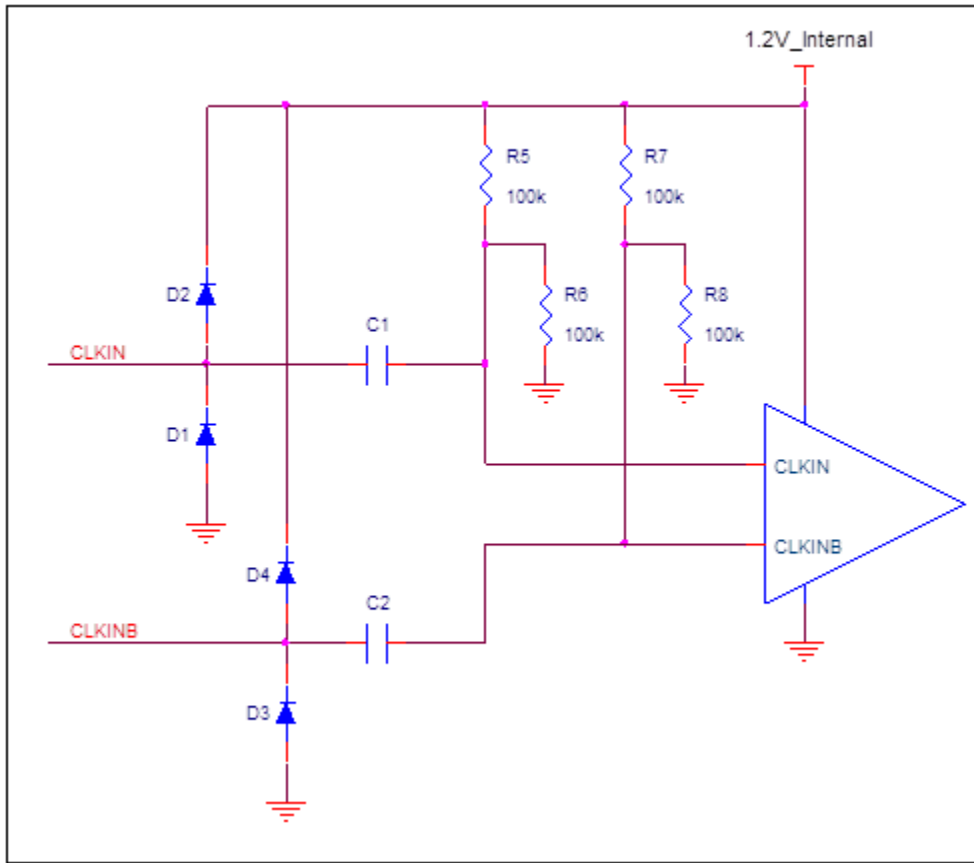 1.2V_Internal
R5
100k
R7
100k
D2
R6
100k
R8
100k
C1
CLKIN
D1
CLKIN
CLKINB
D4
C2
CLKINB
D3